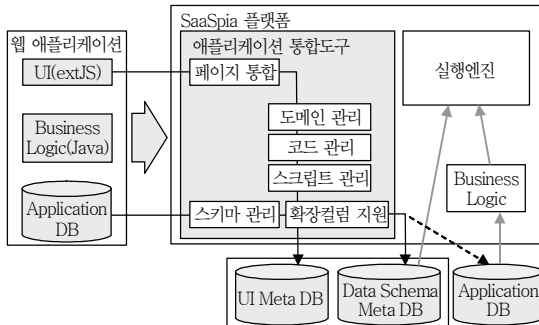 SaaSpia 플랫폼
웹 애플리케이션
애플리케이션 통합도구
UI(extJS)
페이지 통합
실행엔진
도메인 관리
Business
Logic(Java)
코드 관리
스크립트 관리
Business
Logic
Application
DB
스키마 관리
확장컬럼 지원
UI Meta DB
Data Schema
Meta DB
Application
DB